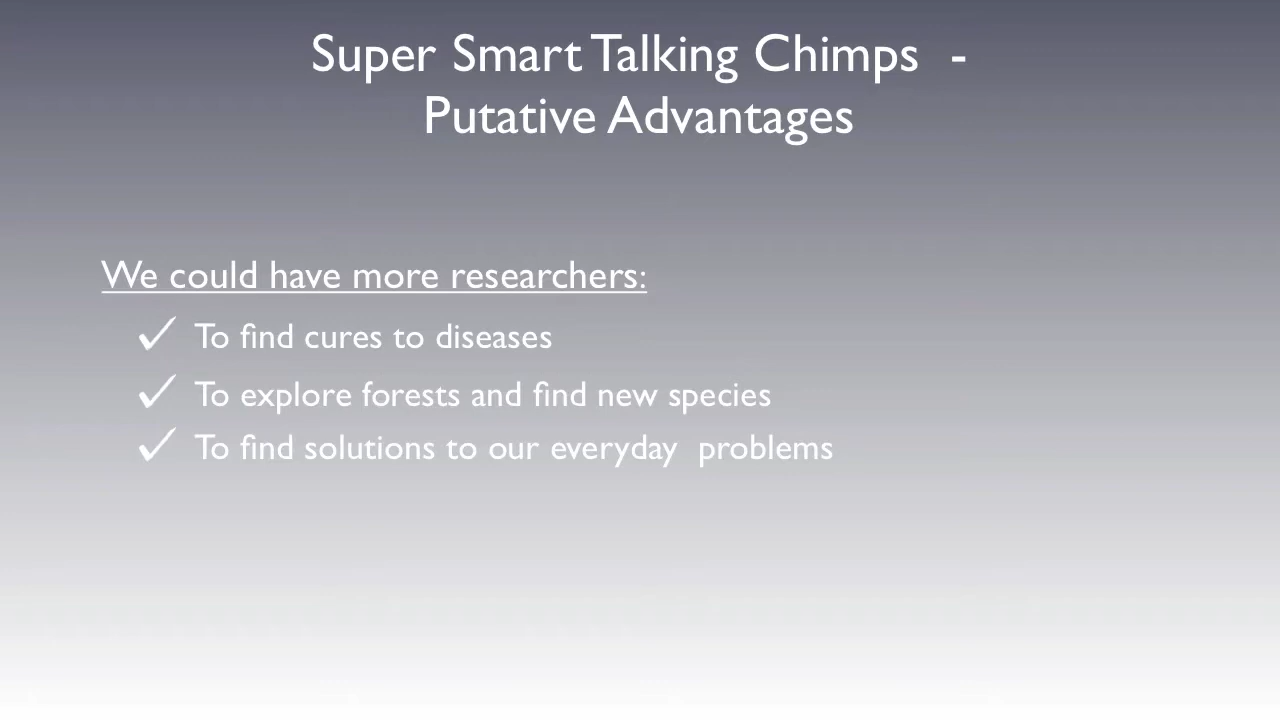 Super Smart Talking Chimps -
Putative Advantages
We could have more researchers:
✓ To find cures to diseases
✓ To explore forests and find new species
✓ To find solutions to our everyday problems